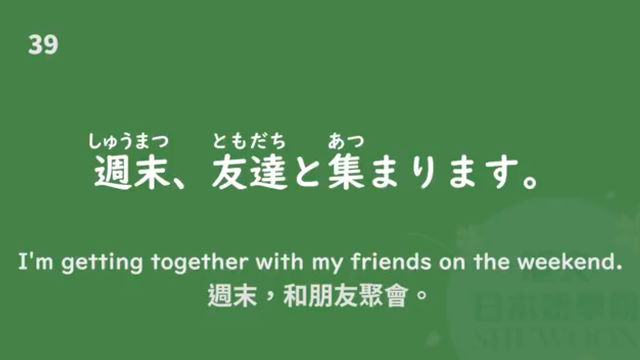 39
しゅうまつ ともだち あつ
週末、友達と集まります。
I'm getting together with my friends on the weekend.
週末，和朋友聚會。